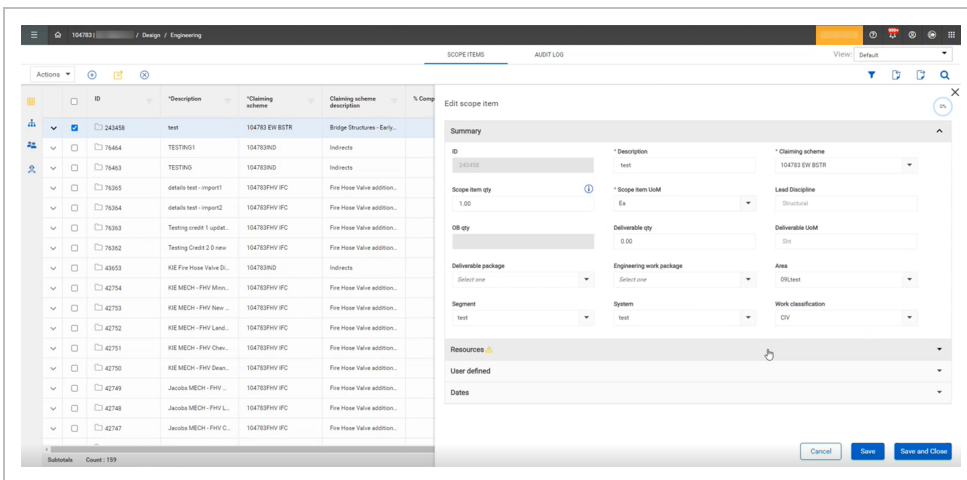 104783 | / Design / Engineering
999+
SCOPE ITEMS AUDIT LOG View: Default
Actions
ID *Description *Claiming scheme Claiming scheme description % Comp
243458 test 104783 EW BSTR Bridge Structures - Early...
76464 TESTING1 104783IND Indirects
76463 TESTING 104783IND Indirects
76365 details test - import1 104783FHV IFC Fire Hose Valve addition...
76364 details test - import2 104783FHV IFC Fire Hose Valve addition...
76363 Testing credit 1 updat... 104783FHV IFC Fire Hose Valve addition...
76362 Testing Credit 2 0 new 104783FHV IFC Fire Hose Valve addition...
43653 KIE Fire Hose Valve Di... 104783IND Indirects
42754 KIE MECH - FHV Minn... 104783FHV IFC Fire Hose Valve addition...
42753 KIE MECH - FHV New ... 104783FHV IFC Fire Hose Valve addition...
42752 KIE MECH - FHV Land... 104783FHV IFC Fire Hose Valve addition...
42751 KIE MECH - FHV Chev... 104783FHV IFC Fire Hose Valve addition...
42750 KIE MECH - FHV Dean... 104783FHV IFC Fire Hose Valve addition...
42749 Jacobs MECH - FHV ... 104783FHV IFC Fire Hose Valve addition...
42748 Jacobs MECH - FHV L... 104783FHV IFC Fire Hose Valve addition...
42747 Jacobs MECH - FHV C... 104783FHV IFC Fire Hose Valve addition...
Subtotals Count : 159
Edit scope item
0%
Summary
ID * Description * Claiming scheme
243458 test 104783 EW BSTR
Scope item qty * Scope item UoM Lead Discipline
1.00 Ea Structural
OB qty Deliverable qty Deliverable UoM
0.00 Sht
Deliverable package Engineering work package Area
Select one Select one 09Ltest
Segment System Work classification
test test CIV
Resources
User defined
Dates
Cancel Save Save and Close